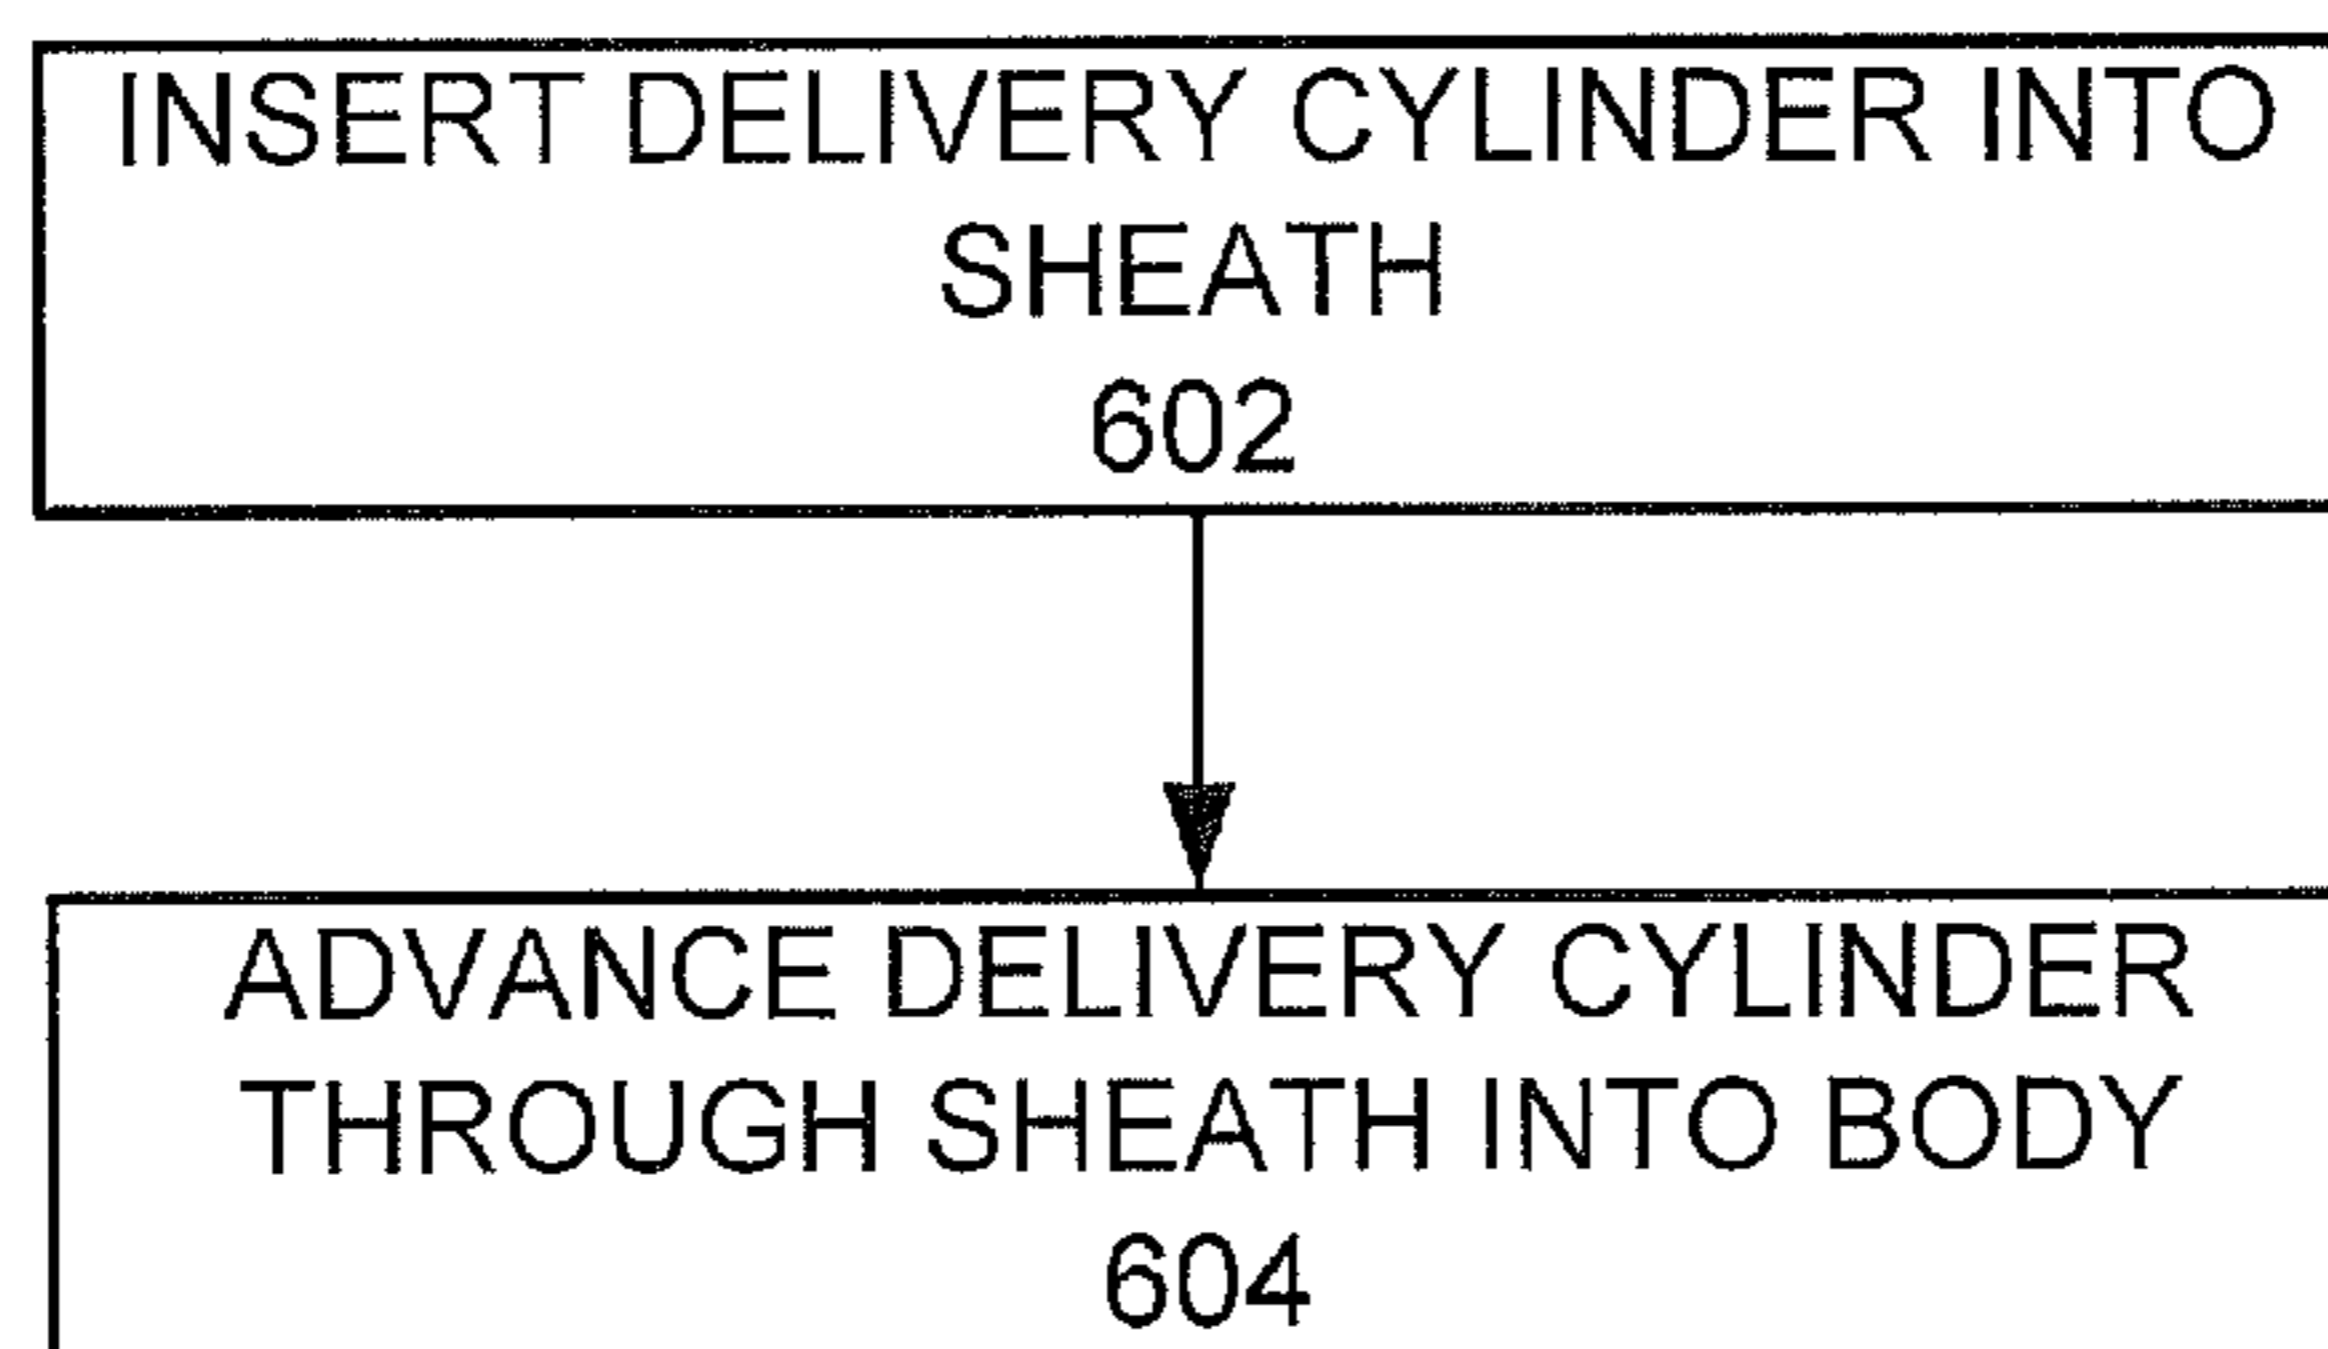 INSERT DELIVERY CYLINDER INTO
SHEATH
602
ADVANCE DELIVERY CYLINDER
THROUGH SHEATH INTO BODY
604